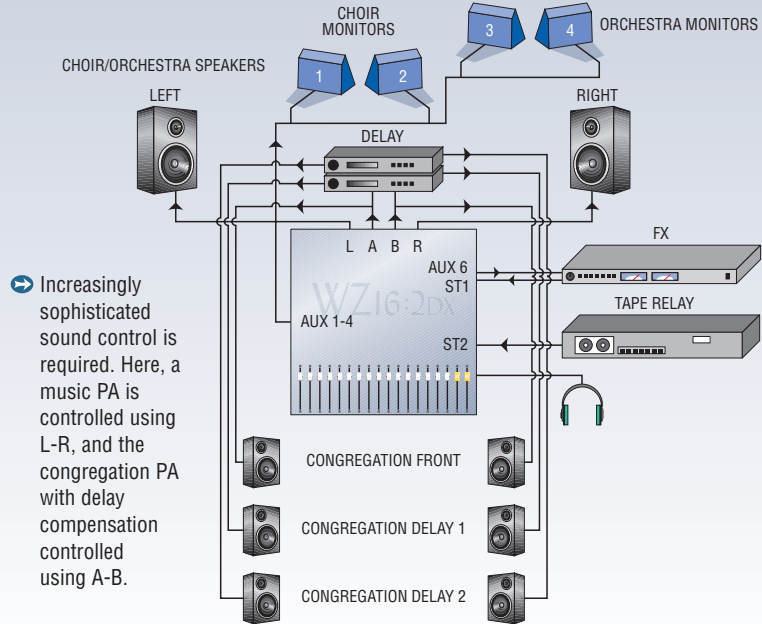 CHOIR
MONITORS
3
4
ORCHESTRA MONITORS
1
2
CHOIR/ORCHESTRA SPEAKERS
LEFT
RIGHT
DELAY
L A B R
FX
AUX 6
ST1
WZ16:2DX
TAPE RELAY
AUX 1-4
ST2
Increasingly
sophisticated
sound control is
required. Here, a
music PA is
controlled using
L-R, and the
congregation PA
with delay
compensation
controlled
using A-B.
CONGREGATION FRONT
CONGREGATION DELAY 1
CONGREGATION DELAY 2